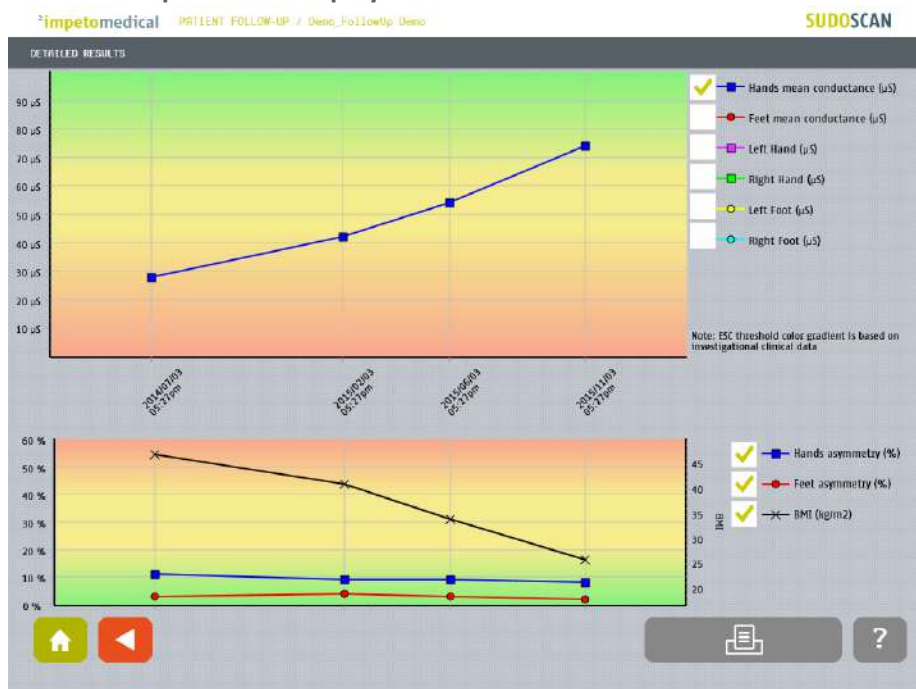 impetomedical PATIENT FOLLOW-UP / Demo_FollowUp Demo SUDOSCAN
DETAILED RESULTS
90 µS
80 µS
70 µS
60 µS
50 µS
40 µS
30 µS
20 µS
10 µS
Hands mean conductance (µS)
Feet mean conductance (µS)
Left Hand (µS)
Right Hand (µS)
Left Foot (µS)
Right Foot (µS)
Note: ESC threshold color gradient is based on
investigational clinical data
2014/07/03
05:27pm
2015/02/03
05:27pm
2015/06/03
05:27pm
2015/11/03
05:27pm
60 %
50 %
40 %
30 %
20 %
10 %
0 %
45
40
35
30
25
20
BMI
Hands asymmetry (%)
Feet asymmetry (%)
BMI (kg/m2)
?